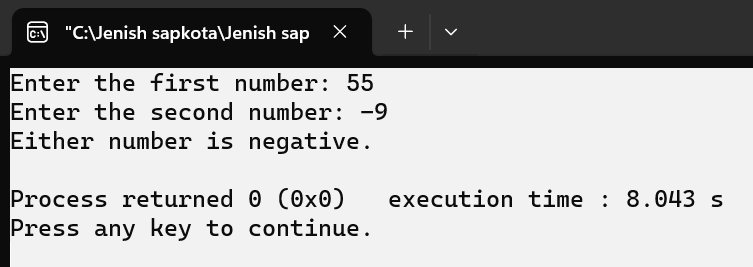 "C:\Jenish sapkota\Jenish sap
Enter the first number: 55
Enter the second number: -9
Either number is negative.
Process returned 0 (0x0)   execution time : 8.043 s
Press any key to continue.